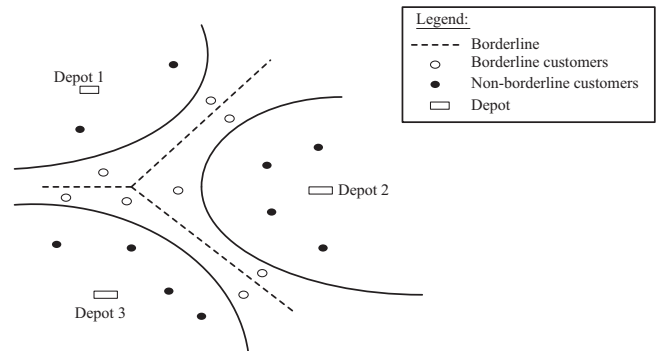 Legend:
Borderline
Borderline customers
Non-borderline customers
Depot
Depot 1
Depot 2
Depot 3